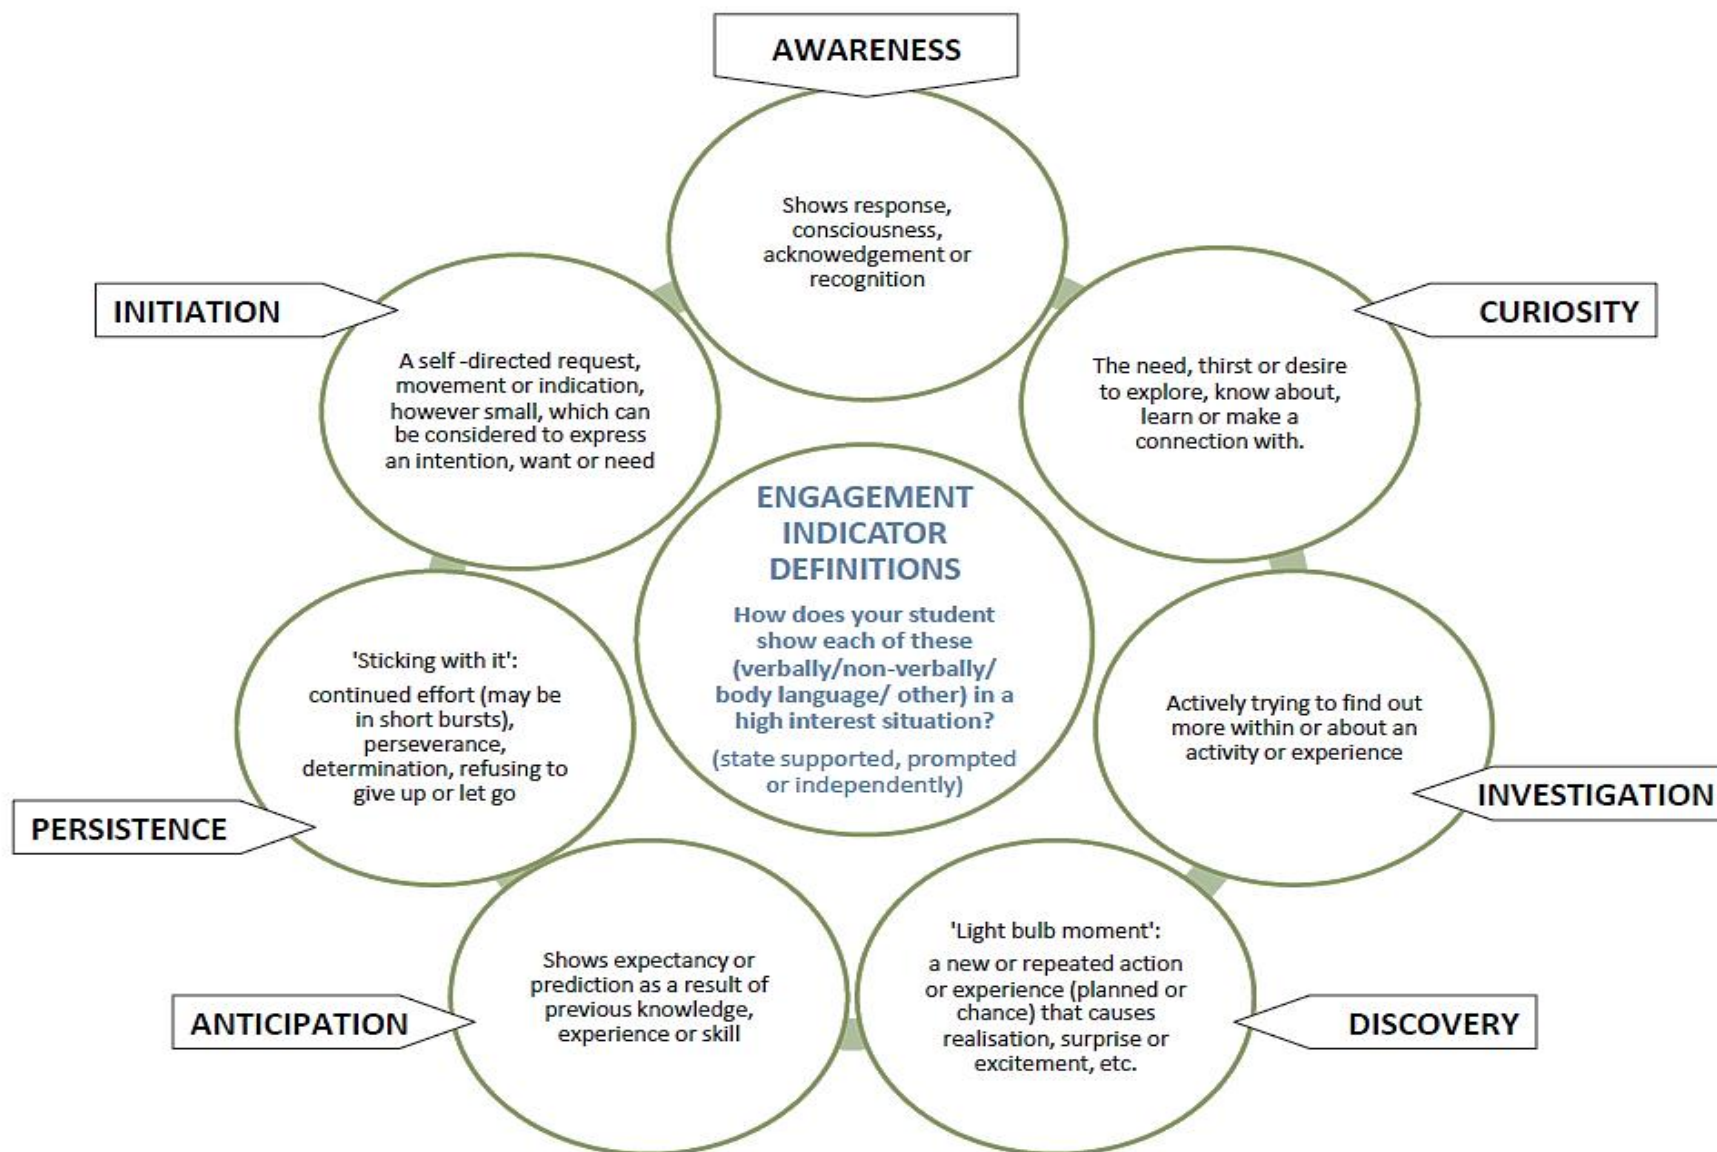 AWARENESS
Shows response,
consciousness,
acknowedgement or
recognition
CURIOSITY
The need, thirst or desire
to explore, know about,
learn or make a
connection with.
INVESTIGATION
Actively trying to find out
more within or about an
activity or experience
DISCOVERY
'Light bulb moment':
a new or repeated action
or experience (planned or
chance) that causes
realisation, surprise or
excitement, etc.
ANTICIPATION
Shows expectancy or
prediction as a result of
previous knowledge,
experience or skill
PERSISTENCE
'Sticking with it':
continued effort (may be
in short bursts),
perseverance,
determination, refusing to
give up or let go
INITIATION
A self -directed request,
movement or indication,
however small, which can
be considered to express
an intention, want or need
ENGAGEMENT
INDICATOR
DEFINITIONS
How does your student
show each of these
(verbally/non-verbally/
body language/ other) in a
high interest situation?
(state supported, prompted
or independently)